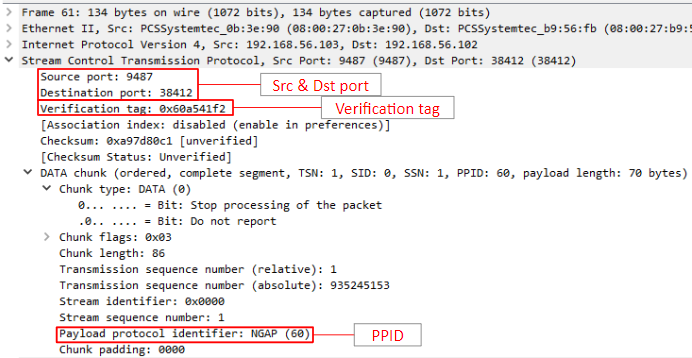 Frame 61: 134 bytes on wire (1072 bits), 134 bytes captured (1072 bits)
Ethernet II, Src: PCSSystemtec_0b:3e:90 (08:00:27:0b:3e:90), Dst: PCSSystemtec_b9:56:fb (08:00:27:b9:5
Internet Protocol Version 4, Src: 192.168.56.103, Dst: 192.168.56.102
Stream Control Transmission Protocol, Src Port: 9487 (9487), Dst Port: 38412 (38412)
Source port: 9487
Destination port: 38412
Src & Dst port
Verification tag: 0x60a541f2
Verification tag
[Association index: disabled (enable in preferences)]
Checksum: 0xa97d80c1 [unverified]
[Checksum Status: Unverified]
DATA chunk (ordered, complete segment, TSN: 1, SID: 0, SSN: 1, PPID: 60, payload length: 70 bytes)
Chunk type: DATA (0)
0... .... = Bit: Stop processing of the packet
.0.. .... = Bit: Do not report
Chunk flags: 0x03
Chunk length: 86
Transmission sequence number (relative): 1
Transmission sequence number (absolute): 935245153
Stream identifier: 0x0000
Stream sequence number: 1
Payload protocol identifier: NGAP (60)
PPID
Chunk padding: 0000